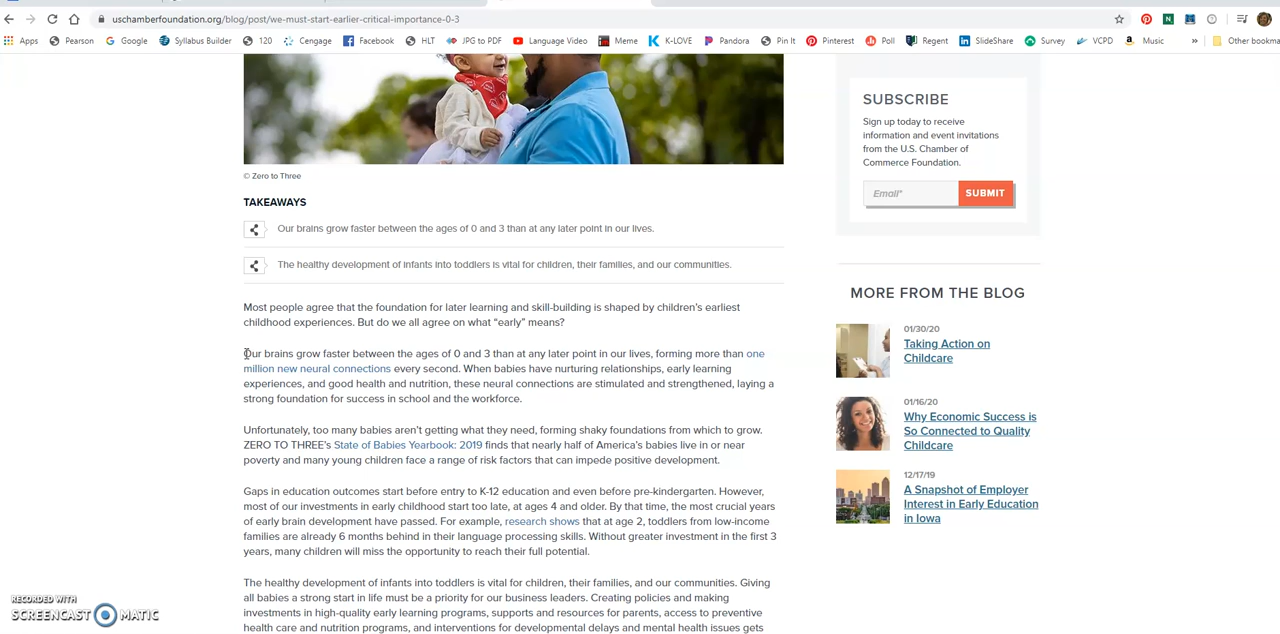 uschamberfoundation.org/blog/post/we-must-start-earlier-critical-importance-0-3
Apps Pearson Google Syllabus Builder 120 Cengage Facebook HLT JPG to PDF Language Video Meme K-LOVE Pandora Pin It Pinterest Poll Regent SlideShare Survey VCPD Music » Other bookma
© Zero to Three
TAKEAWAYS
Our brains grow faster between the ages of 0 and 3 than at any later point in our lives.
The healthy development of infants into toddlers is vital for children, their families, and our communities.
Most people agree that the foundation for later learning and skill-building is shaped by children's earliest
childhood experiences. But do we all agree on what “early” means?
Our brains grow faster between the ages of 0 and 3 than at any later point in our lives, forming more than one
million new neural connections every second. When babies have nurturing relationships, early learning
experiences, and good health and nutrition, these neural connections are stimulated and strengthened, laying a
strong foundation for success in school and the workforce.
Unfortunately, too many babies aren't getting what they need, forming shaky foundations from which to grow.
ZERO TO THREE's State of Babies Yearbook: 2019 finds that nearly half of America's babies live in or near
poverty and many young children face a range of risk factors that can impede positive development.
Gaps in education outcomes start before entry to K-12 education and even before pre-kindergarten. However,
most of our investments in early childhood start too late, at ages 4 and older. By that time, the most crucial years
of early brain development have passed. For example, research shows that at age 2, toddlers from low-income
families are already 6 months behind in their language processing skills. Without greater investment in the first 3
years, many children will miss the opportunity to reach their full potential.
The healthy development of infants into toddlers is vital for children, their families, and our communities. Giving
all babies a strong start in life must be a priority for our business leaders. Creating policies and making
investments in high-quality early learning programs, supports and resources for parents, access to preventive
health care and nutrition programs, and interventions for developmental delays and mental health issues gets
SUBSCRIBE
Sign up today to receive
information and event invitations
from the U.S. Chamber of
Commerce Foundation.
Email*
SUBMIT
MORE FROM THE BLOG
01/30/20
Taking Action on
Childcare
01/16/20
Why Economic Success is
So Connected to Quality
Childcare
12/17/19
A Snapshot of Employer
Interest in Early Education
in Iowa
RECORDED WITH
SCREENCAST MATIC